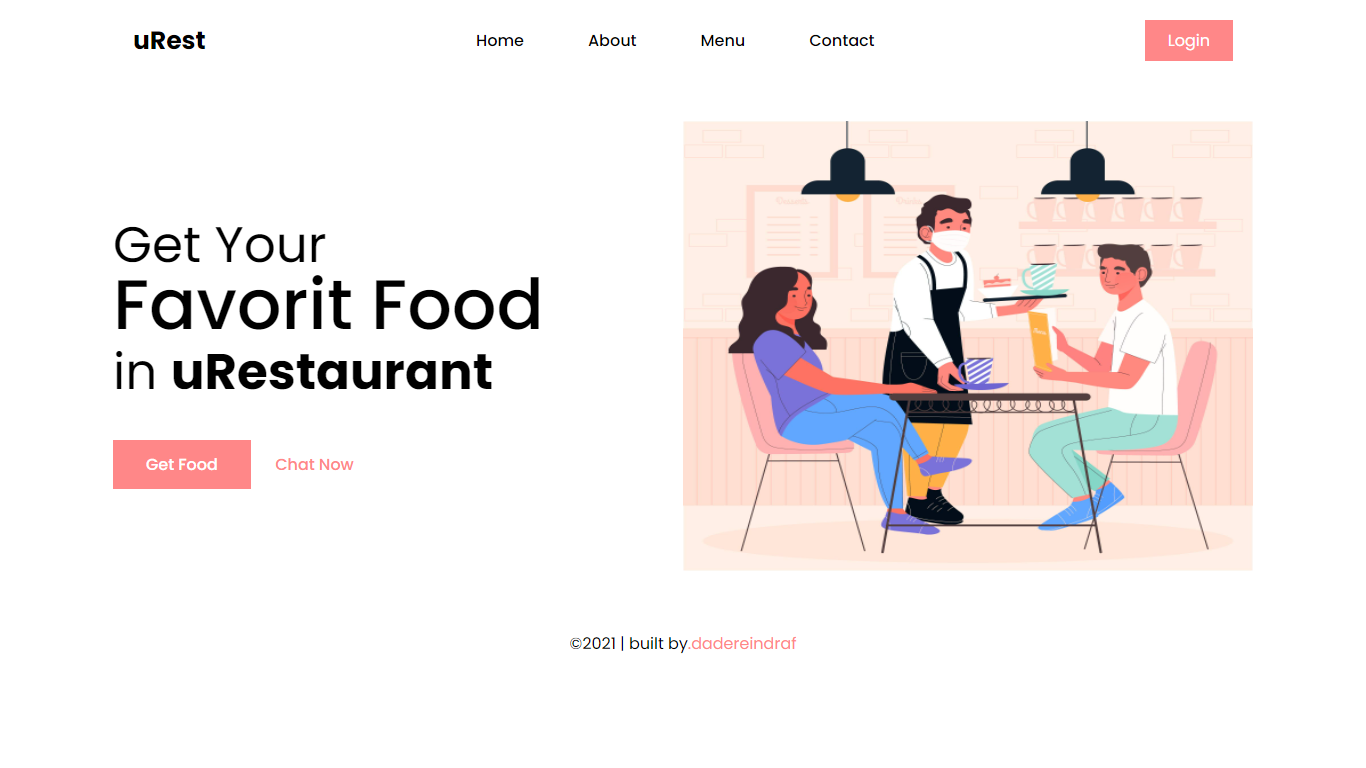 uRest
Home About Menu Contact
Login
Get Your
Favorit Food
in uRestaurant
Get Food Chat Now
©2021 | built by.dadereindraf